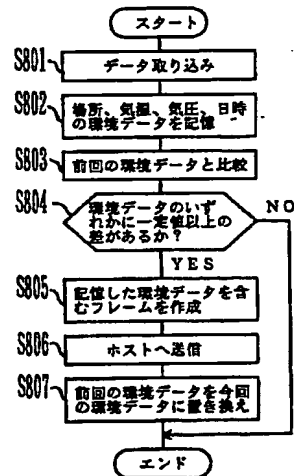 スタート
S801
データ取り込み
S802
場所、気温、気圧、日時
の環境データを記憶
S803
前回の環境データと比較
S804
環境データのいず
れかに一定値以上の
差があるか?
NO
YES
S805
記憶した環境データを含
むフレームを作成
S806
ホストへ送信
S807
前回の環境データを今回
の環境データに置き換え
エンド